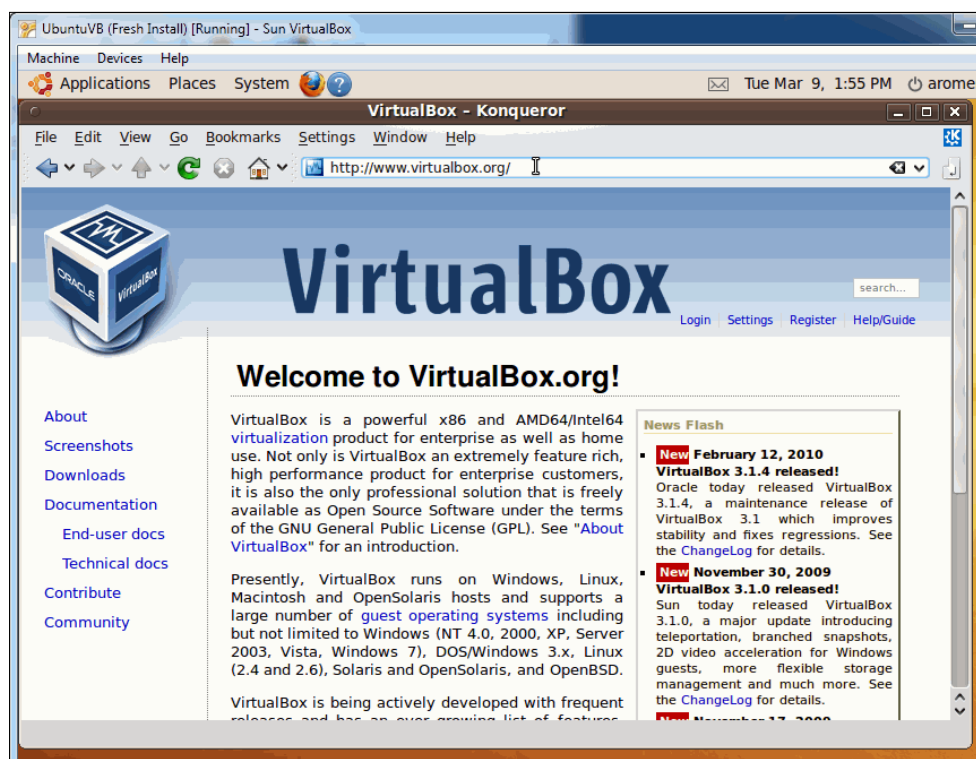 UbuntuVB (Fresh Install) [Running] - Sun VirtualBox
Machine Devices Help
Applications Places System Tue Mar 9, 1:55 PM arome
VirtualBox - Konqueror
File Edit View Go Bookmarks Settings Window Help
http://www.virtualbox.org/
ORACLE
VirtualBox
VirtualBox
search...
Login Settings Register Help/Guide
Welcome to VirtualBox.org!
About
Screenshots
Downloads
Documentation
End-user docs
Technical docs
Contribute
Community
VirtualBox is a powerful x86 and AMD64/Intel64
virtualization product for enterprise as well as home
use. Not only is VirtualBox an extremely feature rich,
high performance product for enterprise customers,
it is also the only professional solution that is freely
available as Open Source Software under the terms
of the GNU General Public License (GPL). See "About
VirtualBox" for an introduction.
Presently, VirtualBox runs on Windows, Linux,
Macintosh and OpenSolaris hosts and supports a
large number of guest operating systems including
but not limited to Windows (NT 4.0, 2000, XP, Server
2003, Vista, Windows 7), DOS/Windows 3.x, Linux
(2.4 and 2.6), Solaris and OpenSolaris, and OpenBSD.
VirtualBox is being actively developed with frequent
releases and has an ever growing list of features,
News Flash
New February 12, 2010
VirtualBox 3.1.4 released!
Oracle today released VirtualBox
3.1.4, a maintenance release of
VirtualBox 3.1 which improves
stability and fixes regressions. See
the ChangeLog for details.
New November 30, 2009
VirtualBox 3.1.0 released!
Sun today released VirtualBox
3.1.0, a major update introducing
teleportation, branched snapshots,
2D video acceleration for Windows
guests, more flexible storage
management and much more. See
the ChangeLog for details.
New November 17, 2009